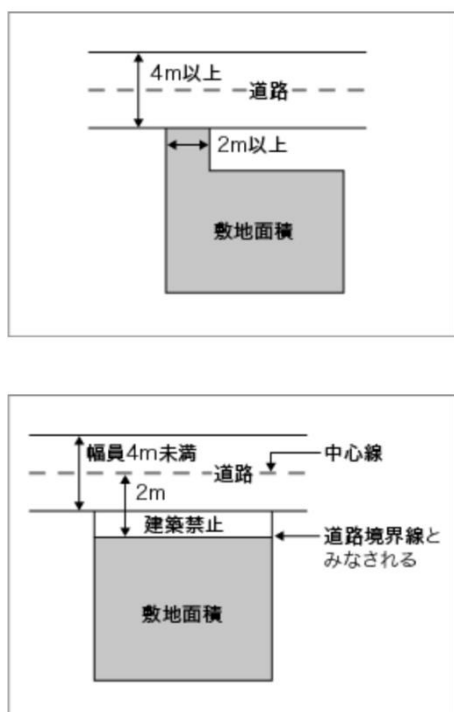 4m以上
道路
2m以上
敷地面積
幅員4m未満
中心線
道路
2m
建築禁止
道路境界線と
みなされる
敷地面積